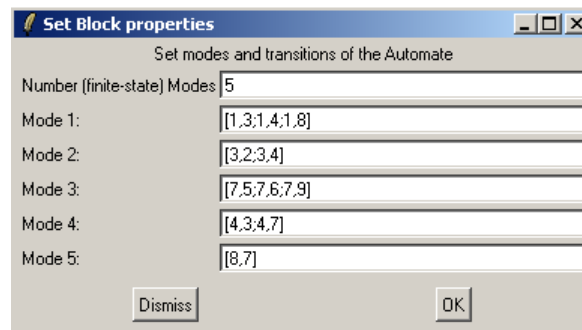 Set Block properties
Set modes and transitions of the Automate
Number (finite-state) Modes 5
Mode 1: [1,3;1,4;1,8]
Mode 2: [3,2;3,4]
Mode 3: [7,5;7,6;7,9]
Mode 4: [4,3;4,7]
Mode 5: [8,7]
Dismiss OK